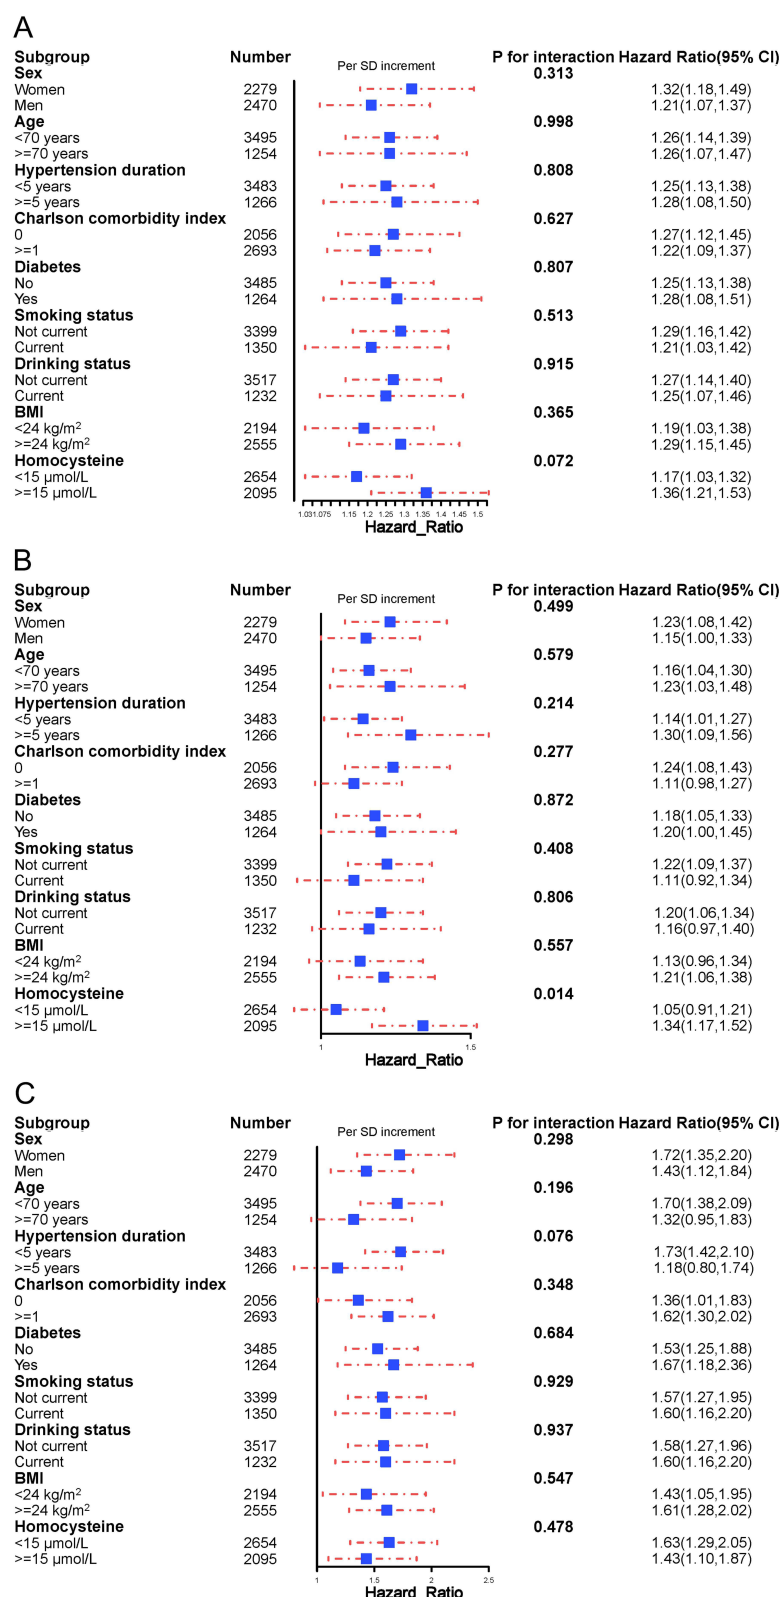 A
Subgroup Number Per SD increment P for interaction Hazard Ratio(95% CI)
Sex 0.313
Women 2279 1.32(1.18,1.49)
Men 2470 1.21(1.07,1.37)
Age 0.998
<70 years 3495 1.26(1.14,1.39)
>=70 years 1254 1.26(1.07,1.47)
Hypertension duration 0.808
<5 years 3483 1.25(1.13,1.38)
>=5 years 1266 1.28(1.08,1.50)
Charlson comorbidity index 0.627
0 2056 1.27(1.12,1.45)
>=1 2693 1.22(1.09,1.37)
Diabetes 0.807
No 3485 1.25(1.13,1.38)
Yes 1264 1.28(1.08,1.51)
Smoking status 0.513
Not current 3399 1.29(1.16,1.42)
Current 1350 1.21(1.03,1.42)
Drinking status 0.915
Not current 3517 1.27(1.14,1.40)
Current 1232 1.25(1.07,1.46)
BMI 0.365
<24 kg/m² 2194 1.19(1.03,1.38)
>=24 kg/m² 2555 1.29(1.15,1.45)
Homocysteine 0.072
<15 μmol/L 2654 1.17(1.03,1.32)
>=15 μmol/L 2095 1.36(1.21,1.53)
1.031.075 1.15 1.2 1.25 1.3 1.35 1.4 1.45 1.5
Hazard_Ratio
B
Subgroup Number Per SD increment P for interaction Hazard Ratio(95% CI)
Sex 0.499
Women 2279 1.23(1.08,1.42)
Men 2470 1.15(1.00,1.33)
Age 0.579
<70 years 3495 1.16(1.04,1.30)
>=70 years 1254 1.23(1.03,1.48)
Hypertension duration 0.214
<5 years 3483 1.14(1.01,1.27)
>=5 years 1266 1.30(1.09,1.56)
Charlson comorbidity index 0.277
0 2056 1.24(1.08,1.43)
>=1 2693 1.11(0.98,1.27)
Diabetes 0.872
No 3485 1.18(1.05,1.33)
Yes 1264 1.20(1.00,1.45)
Smoking status 0.408
Not current 3399 1.22(1.09,1.37)
Current 1350 1.11(0.92,1.34)
Drinking status 0.806
Not current 3517 1.20(1.06,1.34)
Current 1232 1.16(0.97,1.40)
BMI 0.557
<24 kg/m² 2194 1.13(0.96,1.34)
>=24 kg/m² 2555 1.21(1.06,1.38)
Homocysteine 0.014
<15 μmol/L 2654 1.05(0.91,1.21)
>=15 μmol/L 2095 1.34(1.17,1.52)
1 1.5
Hazard_Ratio
C
Subgroup Number Per SD increment P for interaction Hazard Ratio(95% CI)
Sex 0.298
Women 2279 1.72(1.35,2.20)
Men 2470 1.43(1.12,1.84)
Age 0.196
<70 years 3495 1.70(1.38,2.09)
>=70 years 1254 1.32(0.95,1.83)
Hypertension duration 0.076
<5 years 3483 1.73(1.42,2.10)
>=5 years 1266 1.18(0.80,1.74)
Charlson comorbidity index 0.348
0 2056 1.36(1.01,1.83)
>=1 2693 1.62(1.30,2.02)
Diabetes 0.684
No 3485 1.53(1.25,1.88)
Yes 1264 1.67(1.18,2.36)
Smoking status 0.929
Not current 3399 1.57(1.27,1.95)
Current 1350 1.60(1.16,2.20)
Drinking status 0.937
Not current 3517 1.58(1.27,1.96)
Current 1232 1.60(1.16,2.20)
BMI 0.547
<24 kg/m² 2194 1.43(1.05,1.95)
>=24 kg/m² 2555 1.61(1.28,2.02)
Homocysteine 0.478
<15 μmol/L 2654 1.63(1.29,2.05)
>=15 μmol/L 2095 1.43(1.10,1.87)
1 1.5 2 2.5
Hazard_Ratio